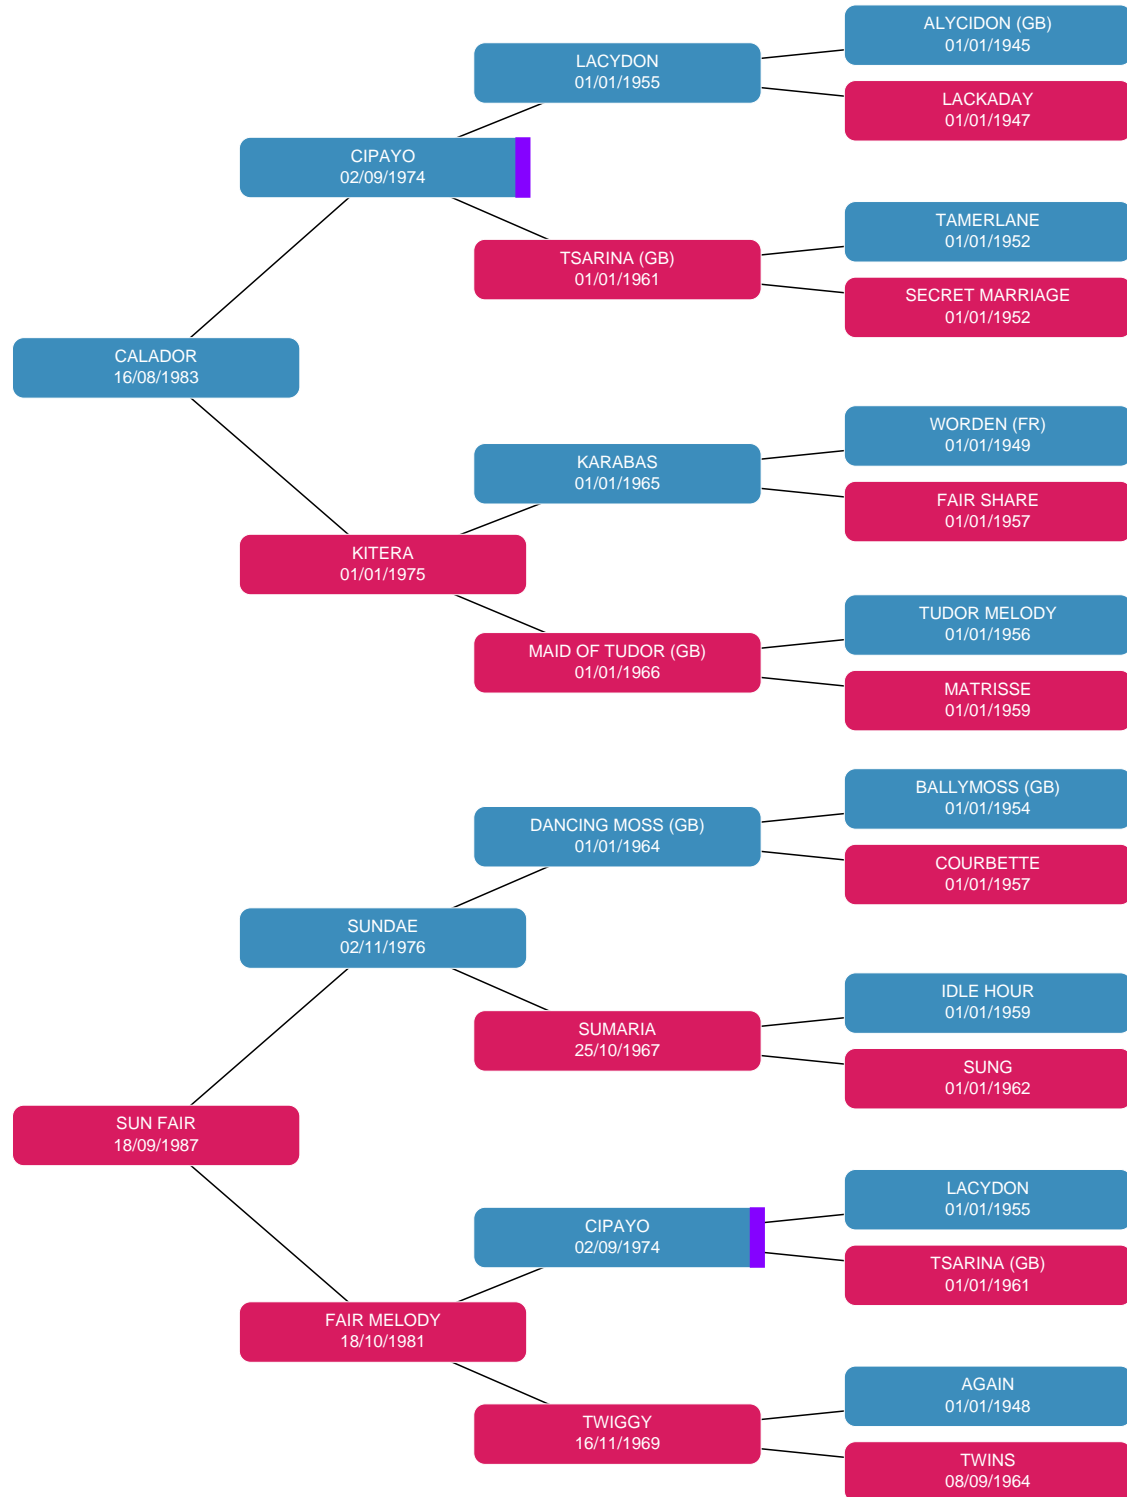 ALYCIDON (GB)
01/01/1945
LACYDON
01/01/1955
LACKADAY
01/01/1947
CIPAYO
02/09/1974
TAMERLANE
01/01/1952
TSARINA (GB)
01/01/1961
SECRET MARRIAGE
01/01/1952
CALADOR
16/08/1983
WORDEN (FR)
01/01/1949
KARABAS
01/01/1965
FAIR SHARE
01/01/1957
KITERA
01/01/1975
TUDOR MELODY
01/01/1956
MAID OF TUDOR (GB)
01/01/1966
MATRISSE
01/01/1959
BALLYMOSS (GB)
01/01/1954
DANCING MOSS (GB)
01/01/1964
COURBETTE
01/01/1957
SUNDAE
02/11/1976
IDLE HOUR
01/01/1959
SUMARIA
25/10/1967
SUNG
01/01/1962
SUN FAIR
18/09/1987
LACYDON
01/01/1955
CIPAYO
02/09/1974
TSARINA (GB)
01/01/1961
FAIR MELODY
18/10/1981
AGAIN
01/01/1948
TWIGGY
16/11/1969
TWINS
08/09/1964